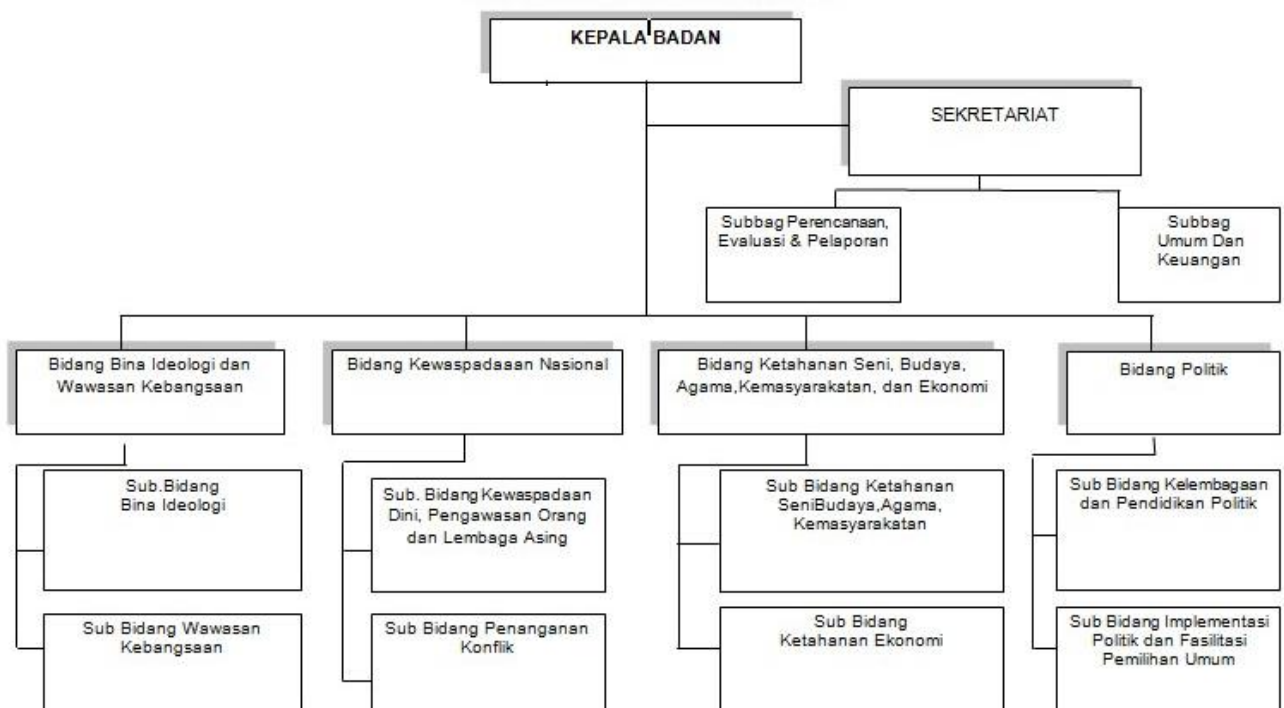 KEPALA BADAN
SEKRETARIAT
Subbag Perencanaan,
Evaluasi & Pelaporan
Subbag
Umum Dan
Keuangan
Bidang Bina Ideologi dan
Wawasan Kebangsaan
Bidang Kewaspadaaan Nasional
Bidang Ketahanan Seni, Budaya,
Agama,Kemasyarakatan, dan Ekonomi
Bidang Politik
Sub.Bidang
Bina Ideologi
Sub. Bidang Kewaspadaan
Dini, Pengawasan Orang
dan Lembaga Asing
Sub Bidang Ketahanan
SeniBudaya,Agama,
Kemasyarakatan
Sub Bidang Kelembagaan
dan Pendidikan Politik
Sub Bidang Wawasan
Kebangsaan
Sub Bidang Penanganan
Konflik
Sub Bidang
Ketahanan Ekonomi
Sub Bidang Implementasi
Politik dan Fasilitasi
Pemilihan Umum